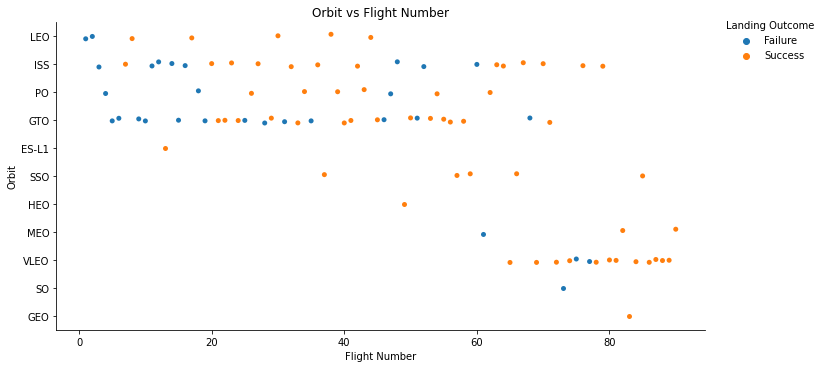 Orbit vs Flight Number
Landing Outcome
Failure
Success
LEO
ISS
PO
GTO
ES-L1
SSO
HEO
MEO
VLEO
SO
GEO
Orbit
0 20 40 60 80
Flight Number